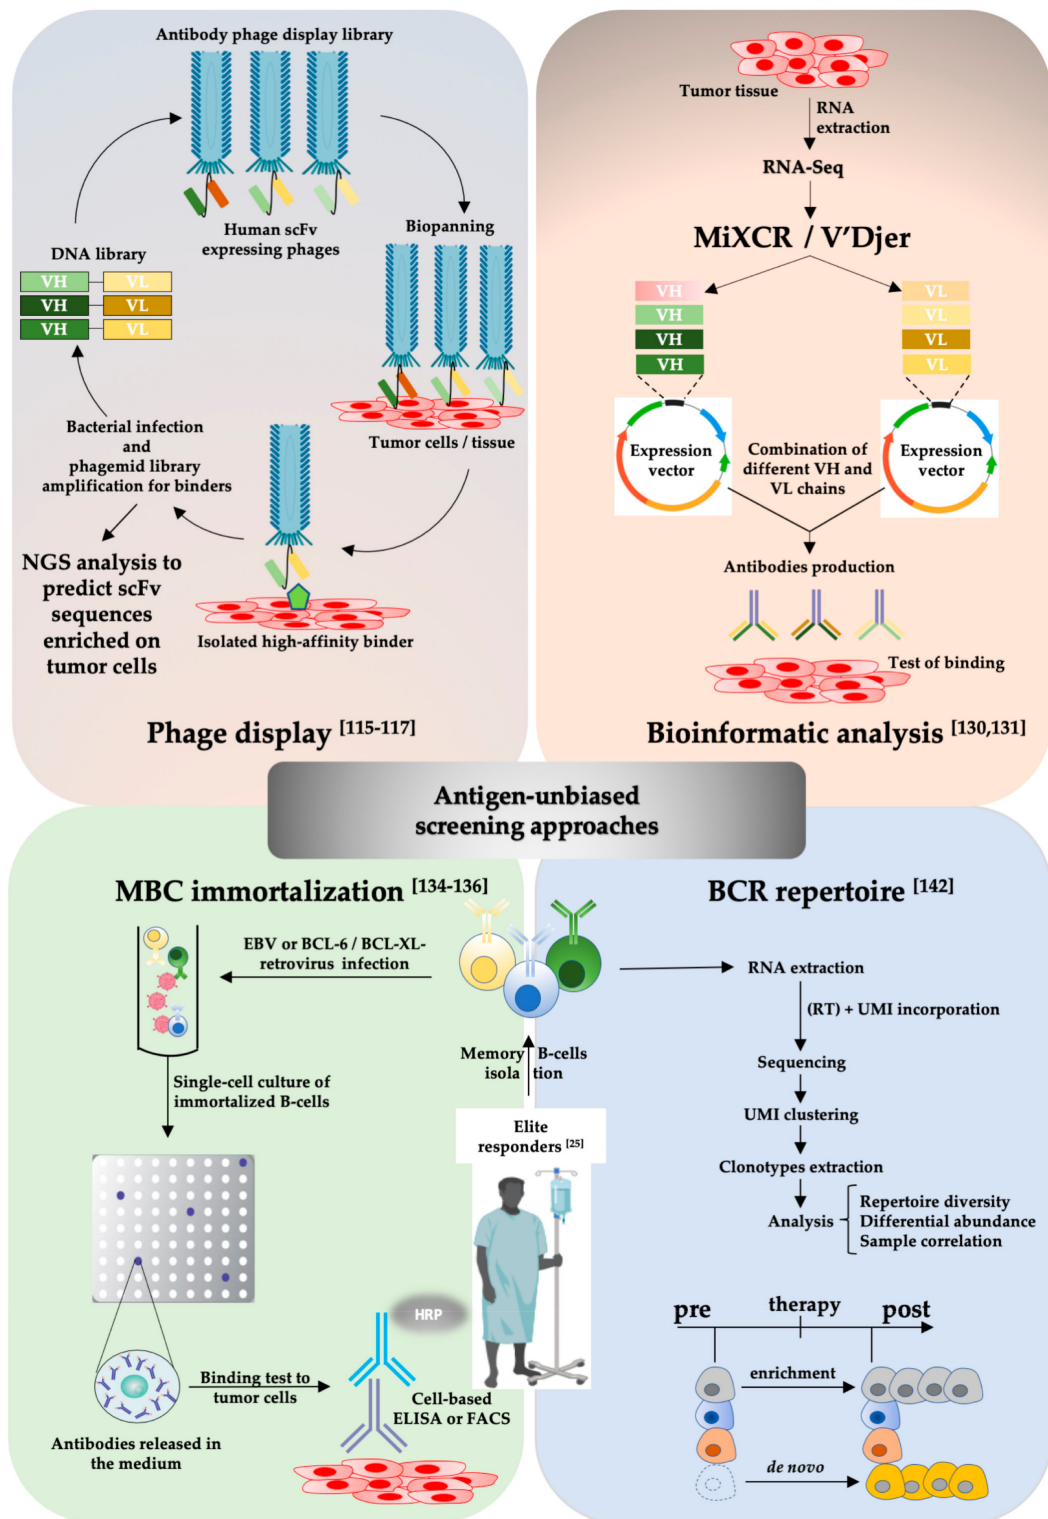 Antibody phage display library
Human scFv
expressing phages
Biopanning
DNA library
VH VL
VH VL
VH VL
Tumor cells / tissue
Bacterial infection
and
phagemid library
amplification for binders
NGS analysis to
predict scFv
sequences
enriched on
tumor cells
Isolated high-affinity binder
Phage display [115-117]
Tumor tissue
RNA
extraction
RNA-Seq
MiXCR / V'Djer
VH VL
VH VL
VH VL
VH VL
Expression
vector
Combination of
different VH and
VL chains
Expression
vector
Antibodies production
Test of binding
Bioinformatic analysis [130,131]
Antigen-unbiased
screening approaches
MBC immortalization [134-136]
EBV or BCL-6 / BCL-XL-
retrovirus infection
Single-cell culture of
immortalized B-cells
Memory B-cells
isolation
Elite
responders [25]
HRP
Binding test to
tumor cells
Cell-based
ELISA or FACS
Antibodies released in
the medium
BCR repertoire [142]
RNA extraction
(RT) + UMI incorporation
Sequencing
UMI clustering
Clonotypes extraction
Analysis
Repertoire diversity
Differential abundance
Sample correlation
pre therapy post
enrichment
de novo